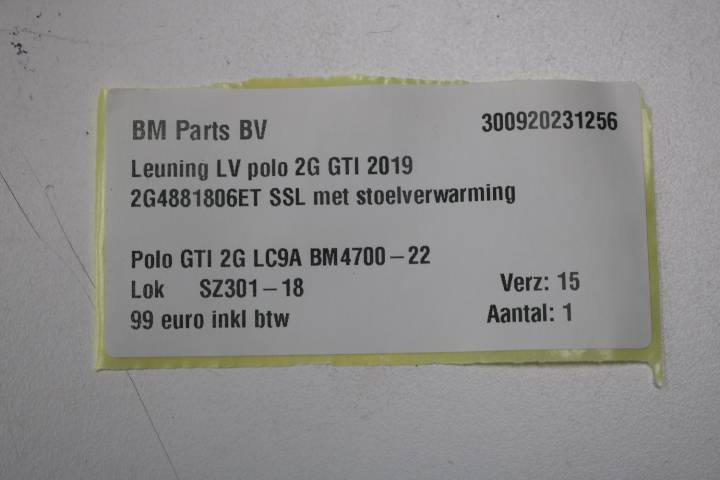 BM Parts BV 300920231256
Leuning LV polo 2G GTI 2019
2G4881806ET SSL met stoelverwarming
Polo GTI 2G LC9A BM4700-22
Lok SZ301-18 Verz: 15
99 euro inkl btw Aantal: 1